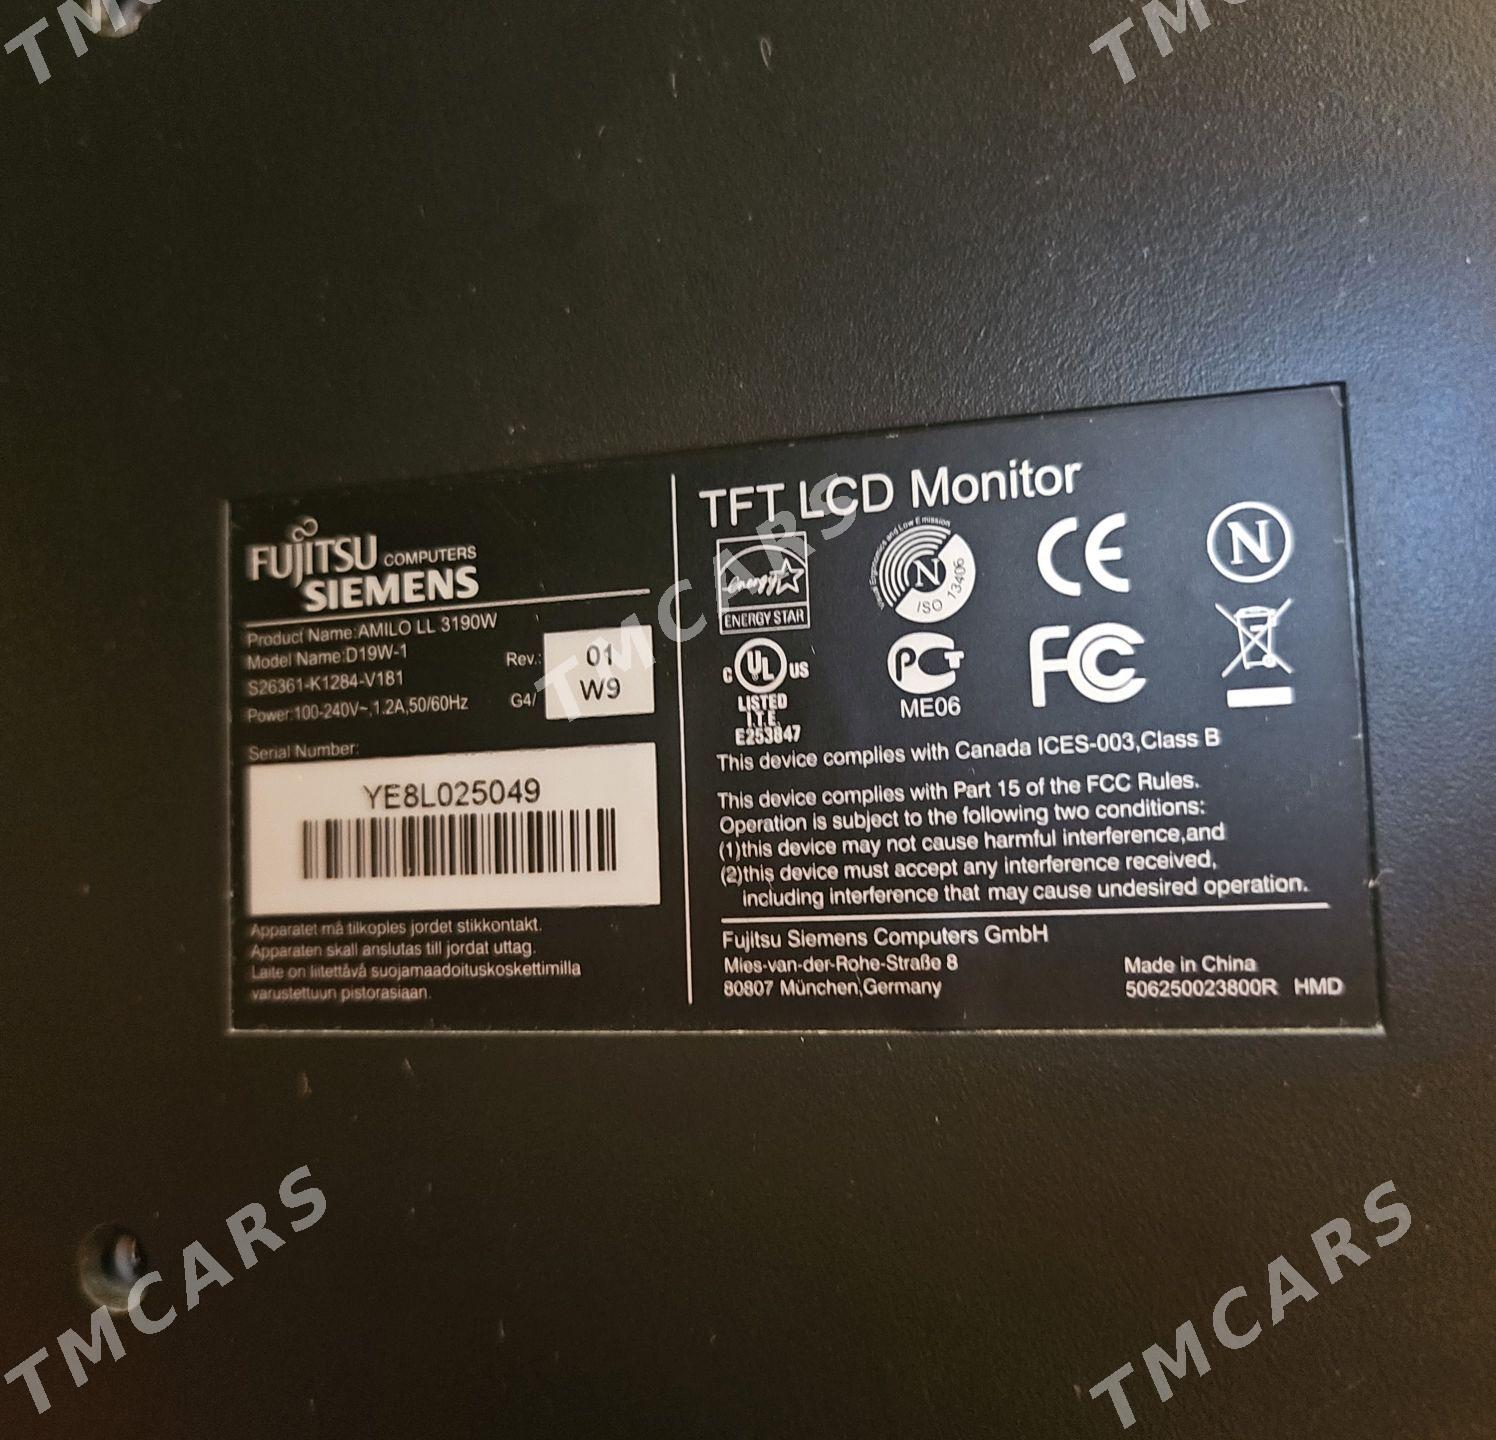 FUJITSU COMPUTERS
SIEMENS
Product Name:AMILO LL 3190W
Model Name:D19W-1
S26361-K1284-V181
Power:100-240V~,1.2A,50/60Hz
Rev.: 01
G4/ W9
Serial Number:
YE8L025049
Apparatet må tilkoples jordet stikkontakt.
Apparaten skall anslutas till jordat uttag.
Laite on liitettävä suojamaadoituskoskettimilla
varustettuun pistorasiaan.
TFT LCD Monitor
energy
ENERGY STAR
Ergonomics and Low Emission
N
ISO 13406
CE
N
C UL US
LISTED
I.T.E.
E253847
PCT
ME06
FC
This device complies with Canada ICES-003,Class B
This device complies with Part 15 of the FCC Rules.
Operation is subject to the following two conditions:
(1)this device may not cause harmful interference,and
(2)this device must accept any interference received,
including interference that may cause undesired operation.
Fujitsu Siemens Computers GmbH
Mies-van-der-Rohe-Straße 8
80807 München,Germany
Made in China
506250023800R HMD
TMCARS
TMCARS
TMCARS